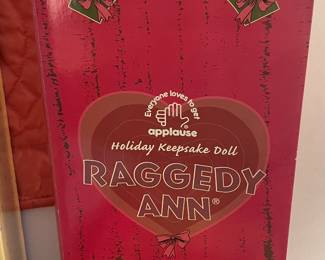 Everyone loves to get
applause
Holiday Keepsake Doll
RAGGEDY
ANN®